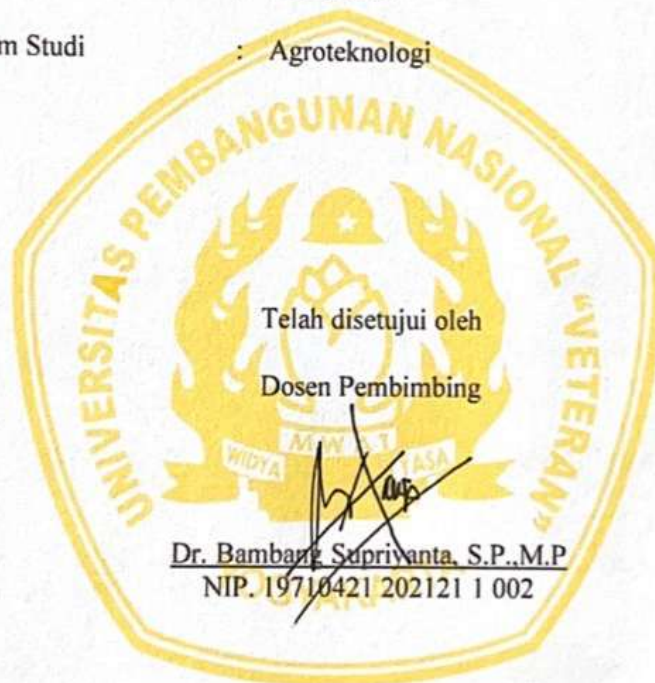 m Studi : Agroteknologi
UNIVERSITAS PEMBANGUNAN NASIONAL "VETERAN"
Telah disetujui oleh
Dosen Pembimbing
WIDYA MWAT YASA
Dr. Bambang Supriyanta, S.P.,M.P
NIP. 19710421 202121 1 002